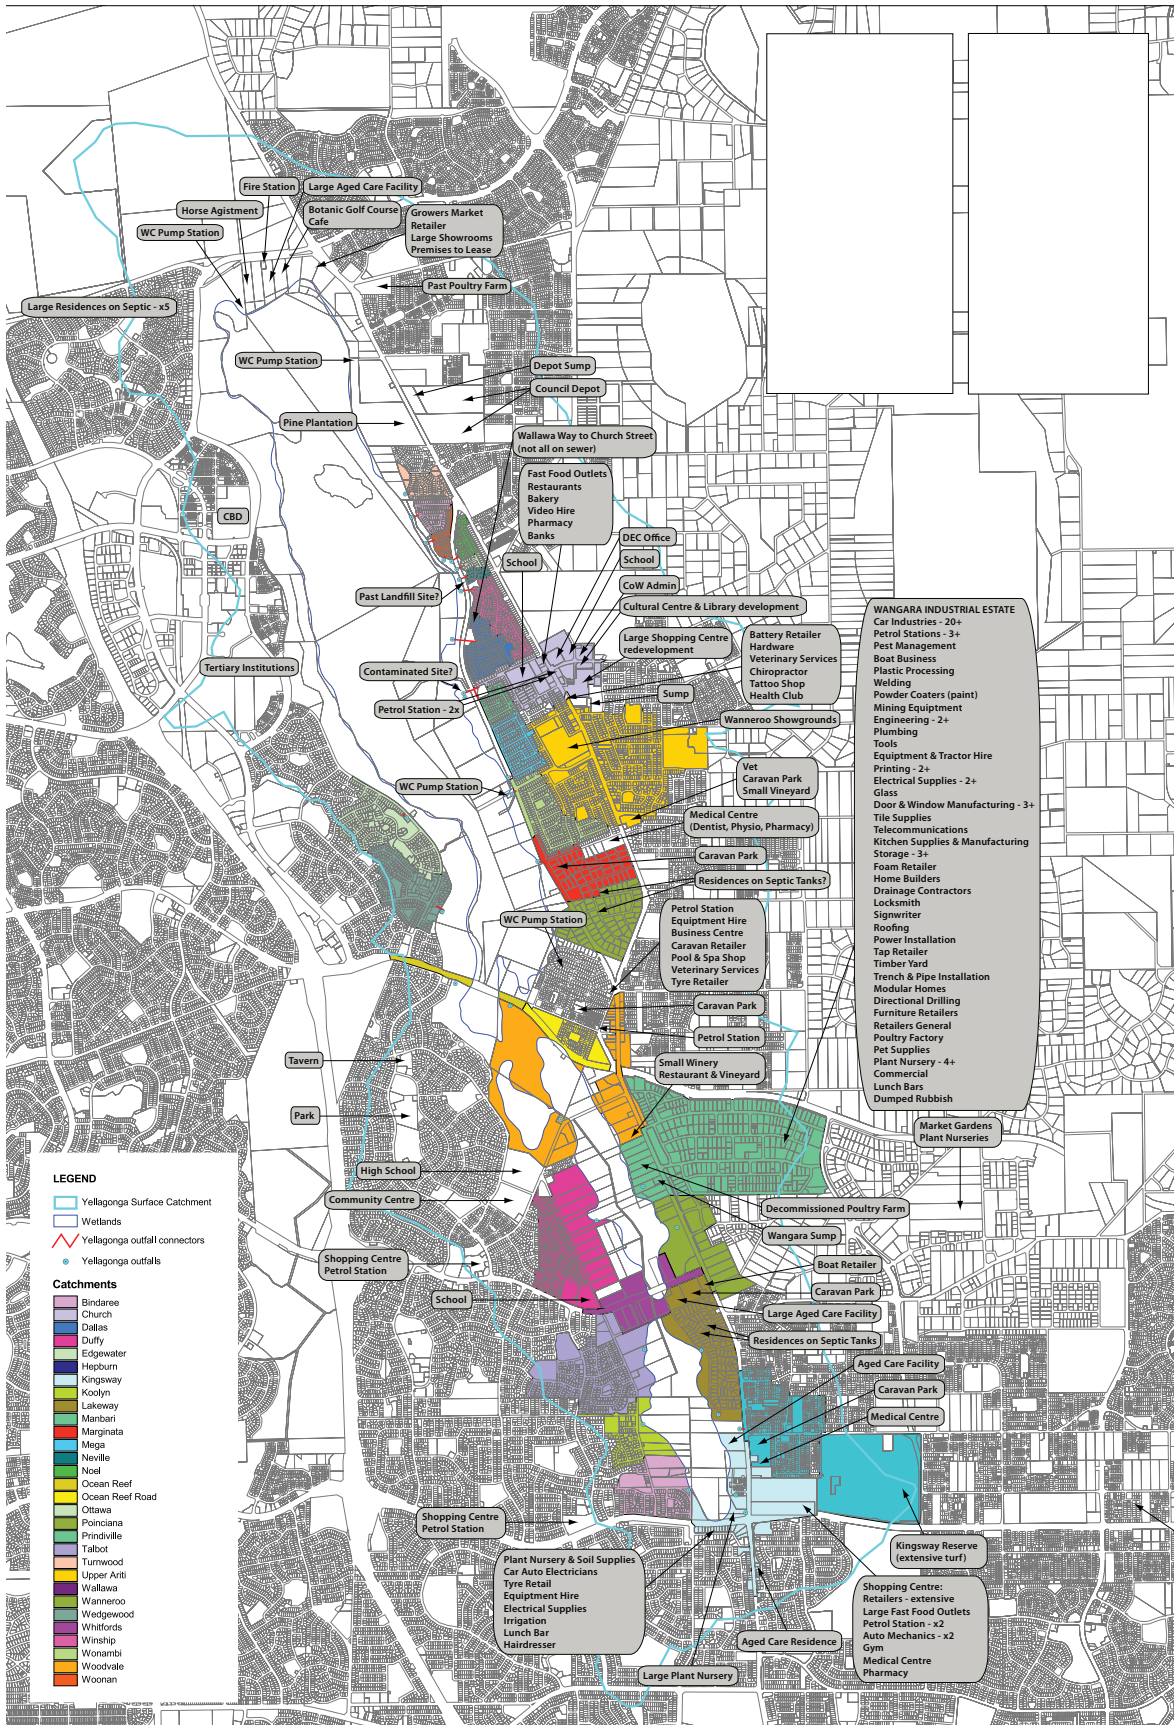 Fire Station
Large Aged Care Facility
Horse Agistment
Botanic Golf Course
Cafe
Growers Market
Retailer
Large Showrooms
Premises to Lease
WC Pump Station
Past Poultry Farm
Large Residences on Septic - x5
WC Pump Station
Depot Sump
Council Depot
Pine Plantation
Wallawa Way to Church Street
(not all on sewer)
Fast Food Outlets
Restaurants
Bakery
Video Hire
Pharmacy
Banks
CBD
DEC Office
School
School
CoW Admin
Past Landfill Site?
Cultural Centre & Library development
Large Shopping Centre
redevelopment
Battery Retailer
Hardware
Veterinary Services
Chiropractor
Tattoo Shop
Health Club
Tertiary Institutions
Contaminated Site?
Sump
Petrol Station - 2x
Wanneroo Showgrounds
Vet
Caravan Park
Small Vineyard
WC Pump Station
Medical Centre
(Dentist, Physio, Pharmacy)
Caravan Park
Residences on Septic Tanks?
WC Pump Station
Petrol Station
Equiptment Hire
Business Centre
Caravan Retailer
Pool & Spa Shop
Veterinary Services
Tyre Retailer
WANGARA INDUSTRIAL ESTATE
Car Industries - 20+
Petrol Stations - 3+
Pest Management
Boat Business
Plastic Processing
Welding
Powder Coaters (paint)
Mining Equipment
Engineering - 2+
Plumbing
Tools
Equiptment & Tractor Hire
Printing - 2+
Electrical Supplies - 2+
Glass
Door & Window Manufacturing - 3+
Tile Supplies
Telecommunications
Kitchen Supplies & Manufacturing
Storage - 3+
Foam Retailer
Home Builders
Drainage Contractors
Locksmith
Signwriter
Roofing
Power Installation
Tap Retailer
Timber Yard
Trench & Pipe Installation
Modular Homes
Directional Drilling
Furniture Retailers
Retailers General
Poultry Factory
Pet Supplies
Plant Nursery - 4+
Commercial
Lunch Bars
Dumped Rubbish
Caravan Park
Petrol Station
Tavern
Small Winery
Restaurant & Vineyard
Park
Market Gardens
Plant Nurseries
High School
Community Centre
Decommissioned Poultry Farm
Wangara Sump
Shopping Centre
Petrol Station
Boat Retailer
Caravan Park
School
Large Aged Care Facility
Residences on Septic Tanks
Aged Care Facility
Caravan Park
Medical Centre
Shopping Centre
Petrol Station
Kingsway Reserve
(extensive turf)
Plant Nursery & Soil Supplies
Car Auto Electricians
Tyre Retail
Equiptment Hire
Electrical Supplies
Irrigation
Lunch Bar
Hairdresser
Shopping Centre:
Retailers - extensive
Large Fast Food Outlets
Petrol Station - x2
Auto Mechanics - x2
Gym
Medical Centre
Pharmacy
Aged Care Residence
Large Plant Nursery
LEGEND
Yellagonga Surface Catchment
Wetlands
Yellagonga outfall connectors
Yellagonga outfalls
Catchments
Bindaree
Church
Dallas
Duffy
Edgewater
Hepburn
Kingsway
Koolyn
Lakeway
Manbari
Marginata
Mega
Neville
Noel
Ocean Reef
Ocean Reef Road
Ottawa
Poinciana
Prindiville
Talbot
Turnwood
Upper Ariti
Wallawa
Wanneroo
Wedgewood
Whitfords
Winship
Wonambi
Woodvale
Woonan